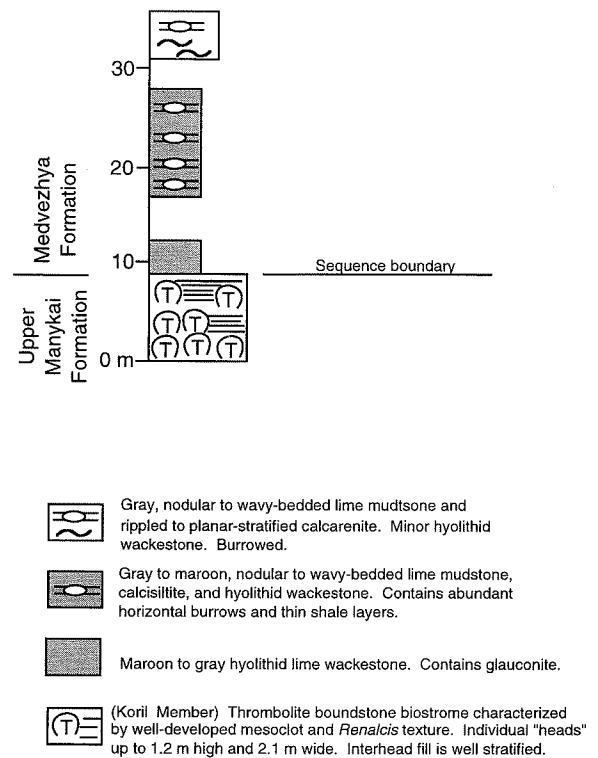 30
20
10
0 m
Medvezhya
Formation
Upper
Manykai
Formation
Sequence boundary
T T
T T
T T T
Gray, nodular to wavy-bedded lime mudtsone and
rippled to planar-stratified calcarenite. Minor hyolithid
wackestone. Burrowed.
Gray to maroon, nodular to wavy-bedded lime mudstone,
calcisiltite, and hyolithid wackestone. Contains abundant
horizontal burrows and thin shale layers.
Maroon to gray hyolithid lime wackestone. Contains glauconite.
T
(Koril Member) Thrombolite boundstone biostrome characterized
by well-developed mesoclot and Renalcis texture. Individual "heads"
up to 1.2 m high and 2.1 m wide. Interhead fill is well stratified.